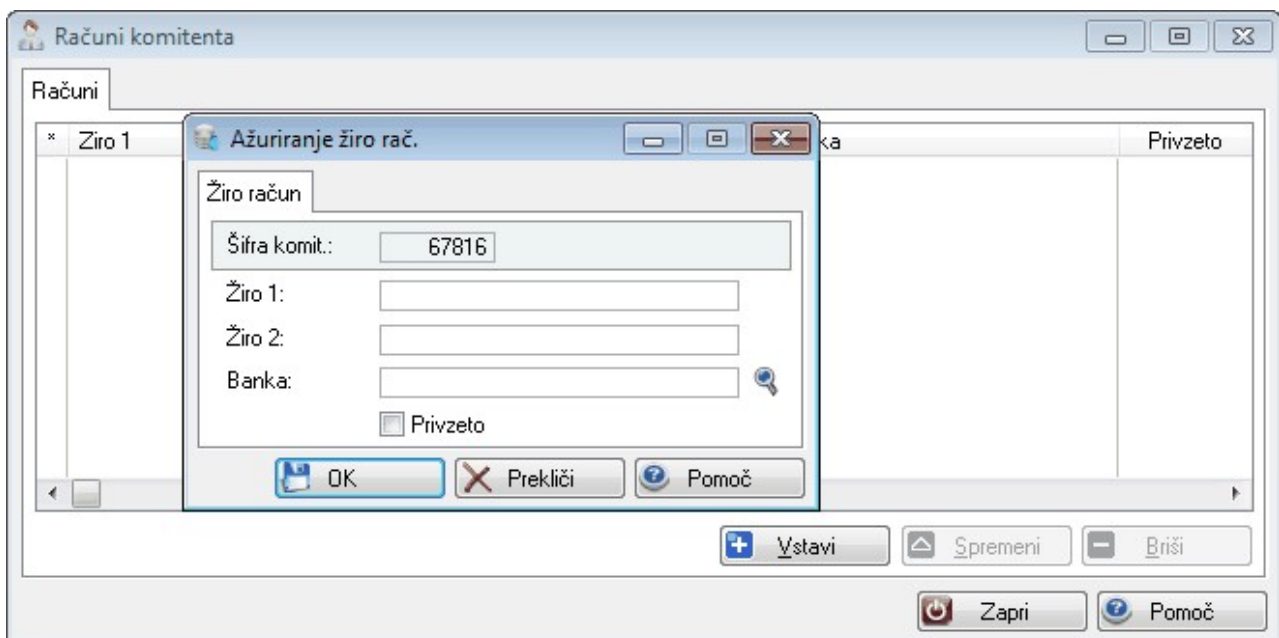 Računi komitenta
Računi
* Ziro 1 ka Privzeto
Ažuriranje žiro rač.
Žiro račun
Šifra komit.: 67816
Žiro 1:
Žiro 2:
Banka:
Privzeto
OK Prekliči Pomoč
Vstavi Spremeni Briši
Zapri Pomoč